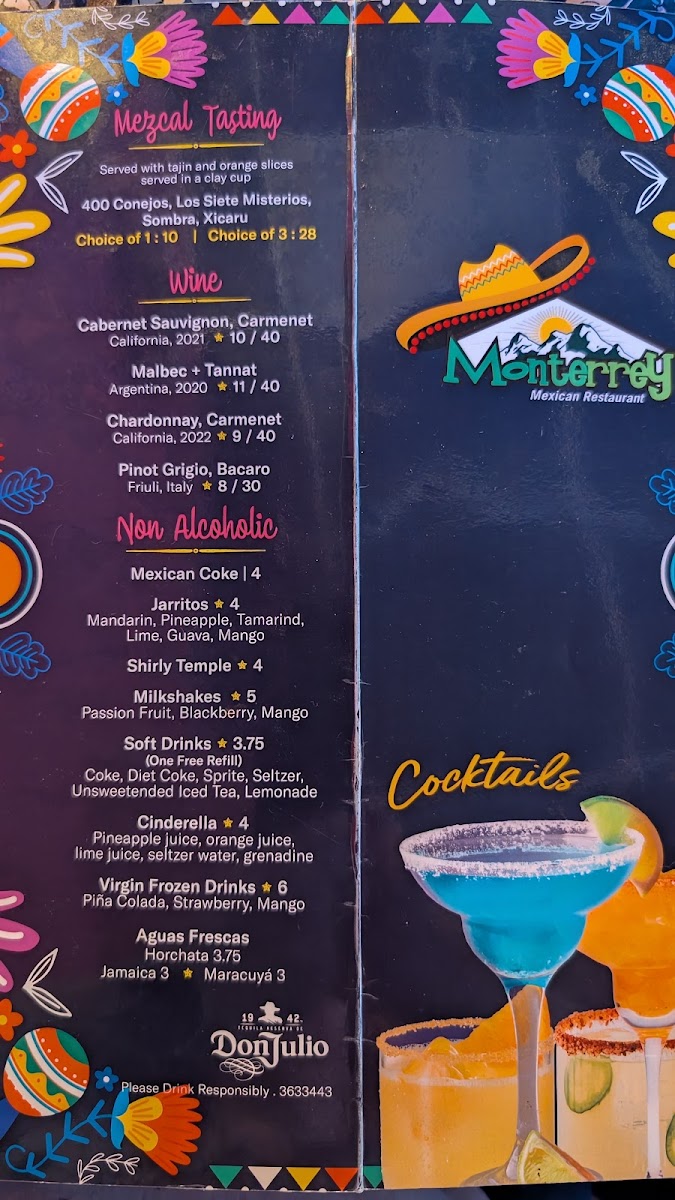 Mezcal Tasting
Served with tajin and orange slices
served in a clay cup
400 Conejos, Los Siete Misterios,
Sombra, Xicaru
Choice of 1 : 10 | Choice of 3 : 28
Wine
Cabernet Sauvignon, Carmenet
California, 2021 ★ 10 / 40
Malbec + Tannat
Argentina, 2020 ★ 11 / 40
Chardonnay, Carmenet
California, 2022 ★ 9 / 40
Pinot Grigio, Bacaro
Friuli, Italy ★ 8 / 30
Non Alcoholic
Mexican Coke | 4
Jarritos ★ 4
Mandarin, Pineapple, Tamarind,
Lime, Guava, Mango
Shirly Temple ★ 4
Milkshakes ★ 5
Passion Fruit, Blackberry, Mango
Soft Drinks ★ 3.75
(One Free Refill)
Coke, Diet Coke, Sprite, Seltzer,
Unsweetended Iced Tea, Lemonade
Cinderella ★ 4
Pineapple juice, orange juice,
lime juice, seltzer water, grenadine
Virgin Frozen Drinks ★ 6
Piña Colada, Strawberry, Mango
Aguas Frescas
Horchata 3.75
Jamaica 3 ★ Maracuyá 3
19 42
TEQUILA RESERVA DE
Don Julio
Please Drink Responsibly . 3633443
Monterrey
Mexican Restaurant
Cocktails